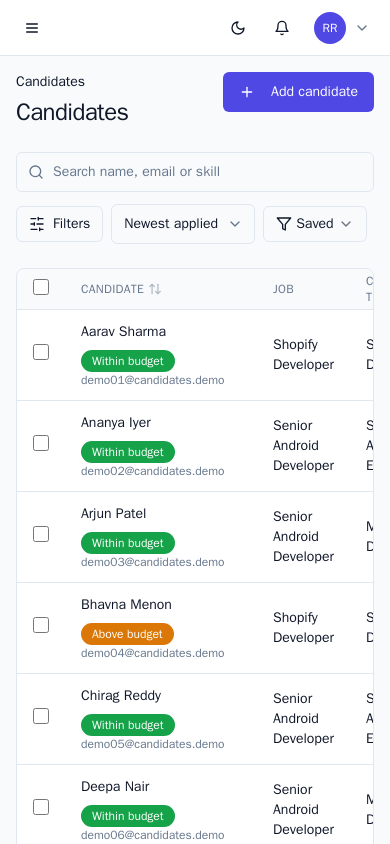 RR
Candidates
Candidates
Add candidate
Search name, email or skill
Filters
Newest applied
Saved
CANDIDATE
JOB
Aarav Sharma
Within budget
demo01@candidates.demo
Shopify
Developer
Ananya Iyer
Within budget
demo02@candidates.demo
Senior
Android
Developer
Arjun Patel
Within budget
demo03@candidates.demo
Senior
Android
Developer
Bhavna Menon
Above budget
demo04@candidates.demo
Shopify
Developer
Chirag Reddy
Within budget
demo05@candidates.demo
Senior
Android
Developer
Deepa Nair
Within budget
demo06@candidates.demo
Senior
Android
Developer